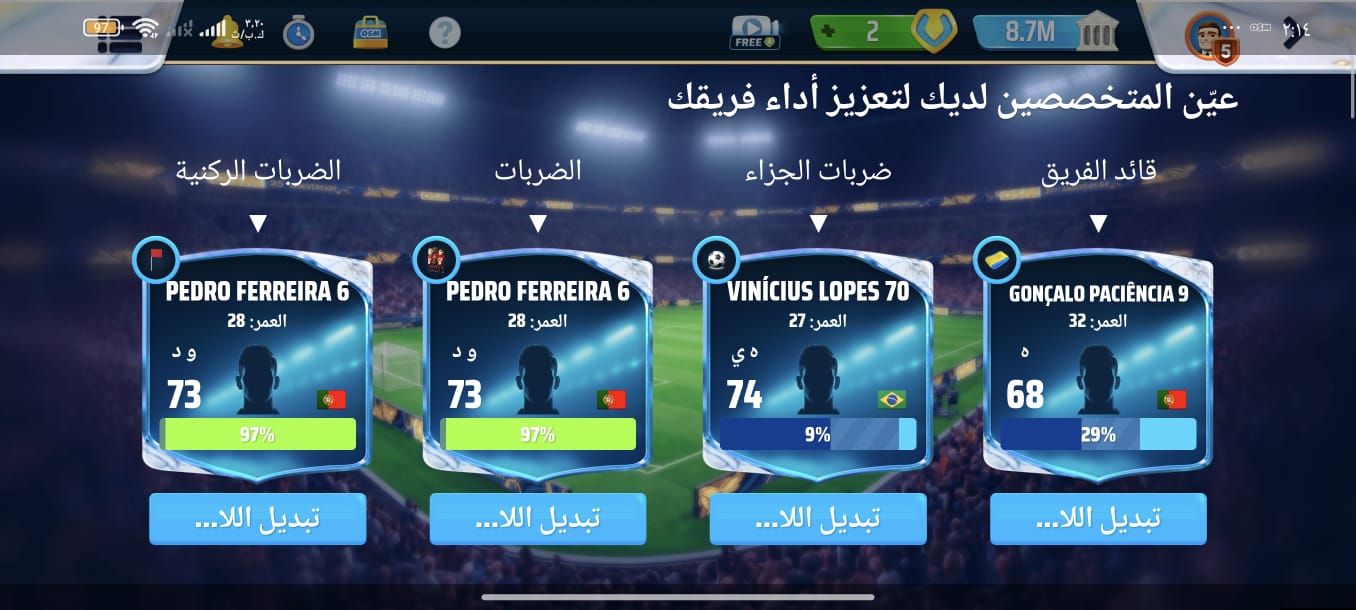 97
٣,٢٠
ك.ب/ث
OSM
?
FREE
2
8.7M
5
...
OSM
٢:١٤
عيّن المتخصصين لديك لتعزيز أداء فريقك
قائد الفريق
ضربات الجزاء
الضربات
الضربات الركنية
GONÇALO PACIÊNCIA 9
العمر: 32
ه
68
29%
تبديل اللا...
VINÍCIUS LOPES 70
العمر: 27
ه ي
74
9%
تبديل اللا...
PEDRO FERREIRA 6
العمر: 28
و د
73
97%
تبديل اللا...
PEDRO FERREIRA 6
العمر: 28
و د
73
97%
تبديل اللا...